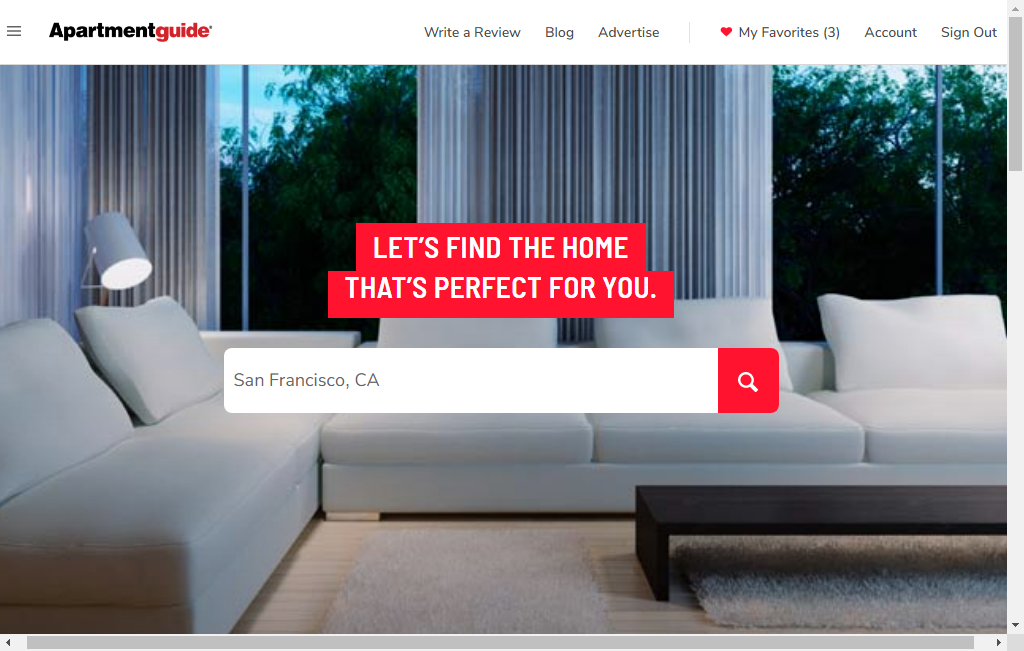 Apartmentguide
Write a Review
Blog
Advertise
My Favorites (3)
Account
Sign Out
LET'S FIND THE HOME
THAT'S PERFECT FOR YOU.
San Francisco, CA